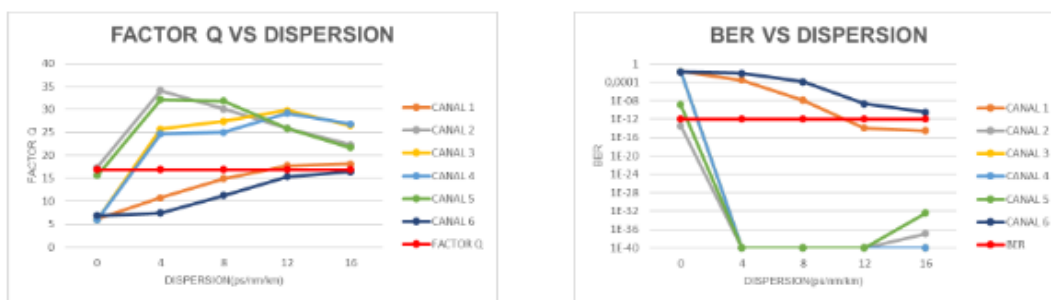 FACTOR Q VS DISPERSION
40
35
30
25
20
15
10
5
0
FACTOR Q
0 4 8 12 16
DISPERSION(ps/nm/km)
CANAL 1
CANAL 2
CANAL 3
CANAL 4
CANAL 5
CANAL 6
FACTOR Q
BER VS DISPERSION
1
0,0001
1E-08
1E-12
1E-16
1E-20
1E-24
1E-28
1E-32
1E-36
1E-40
BER
0 4 8 12 16
DISPERSION(ps/nm/km)
CANAL 1
CANAL 2
CANAL 3
CANAL 4
CANAL 5
CANAL 6
BER